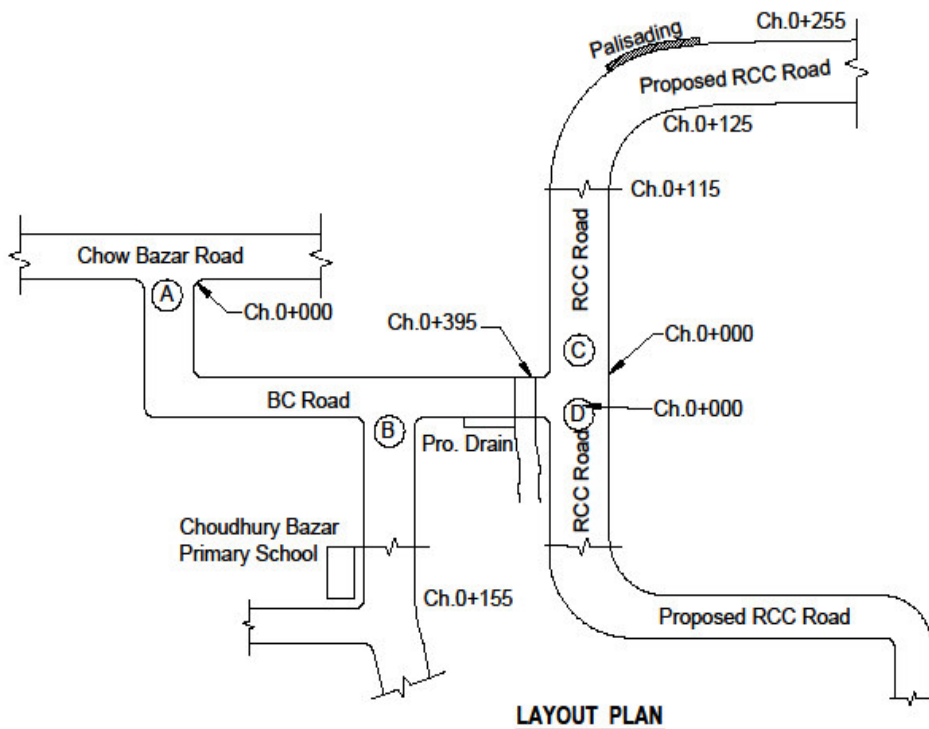 Ch.0+255
Palisading
Proposed RCC Road
Ch.0+125
Ch.0+115
RCC Road
Chow Bazar Road
A
Ch.0+000
Ch.0+395
C
Ch.0+000
BC Road
D
Ch.0+000
B
Pro. Drain
RCC Road
Choudhury Bazar
Primary School
Ch.0+155
Proposed RCC Road
LAYOUT PLAN